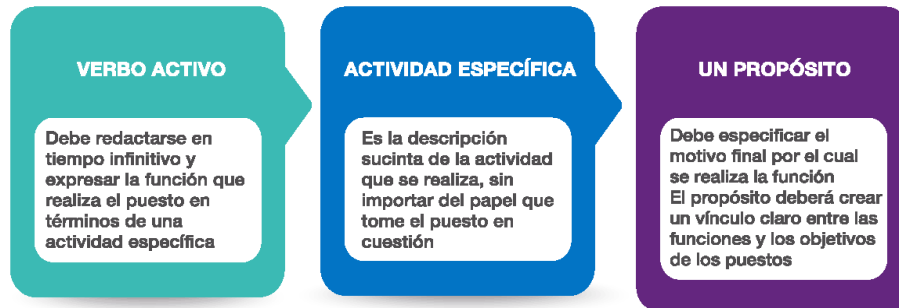 VERBO ACTIVO
Debe redactarse en
tiempo infinitivo y
expresar la función que
realiza el puesto en
términos de una
actividad específica
ACTIVIDAD ESPECÍFICA
Es la descripción
sucinta de la actividad
que se realiza, sin
importar del papel que
tome el puesto en
cuestión
UN PROPÓSITO
Debe especificar el
motivo final por el cual
se realiza la función
El propósito deberá crear
un vínculo claro entre las
funciones y los objetivos
de los puestos